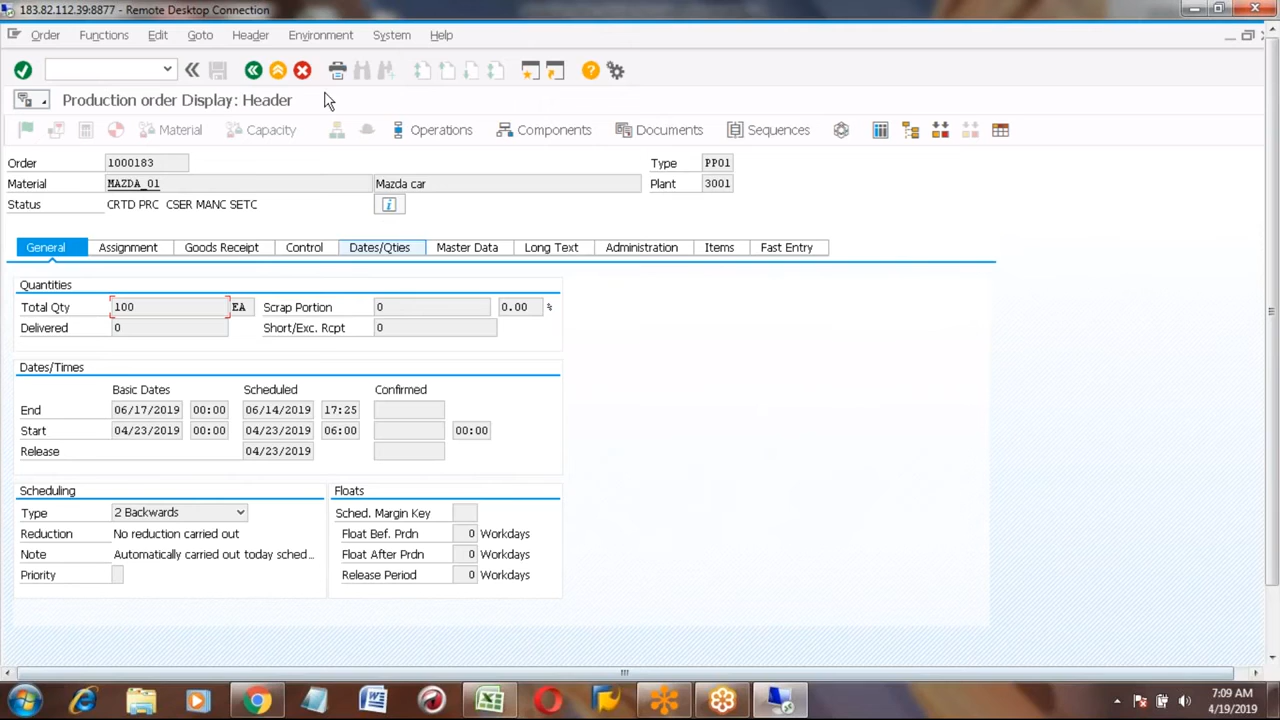 183.82.112.39:8877 - Remote Desktop Connection
Order Functions Edit Goto Header Environment System Help
Production order Display: Header
Material Capacity Operations Components Documents Sequences
Order 1000183 Type PP01
Material MAZDA_01 Mazda car Plant 3001
Status CRTD PRC CSER MANC SETC
General Assignment Goods Receipt Control Dates/Qties Master Data Long Text Administration Items Fast Entry
Quantities
Total Qty 100 EA Scrap Portion 0 0.00 %
Delivered 0 Short/Exc. Rcpt 0
Dates/Times
Basic Dates Scheduled Confirmed
End 06/17/2019 00:00 06/14/2019 17:25
Start 04/23/2019 00:00 04/23/2019 06:00 00:00
Release 04/23/2019
Scheduling Floats
Type 2 Backwards Sched. Margin Key
Reduction No reduction carried out Float Bef. Prdn 0 Workdays
Note Automatically carried out today sched... Float After Prdn 0 Workdays
Priority Release Period 0 Workdays
7:09 AM
4/19/2019